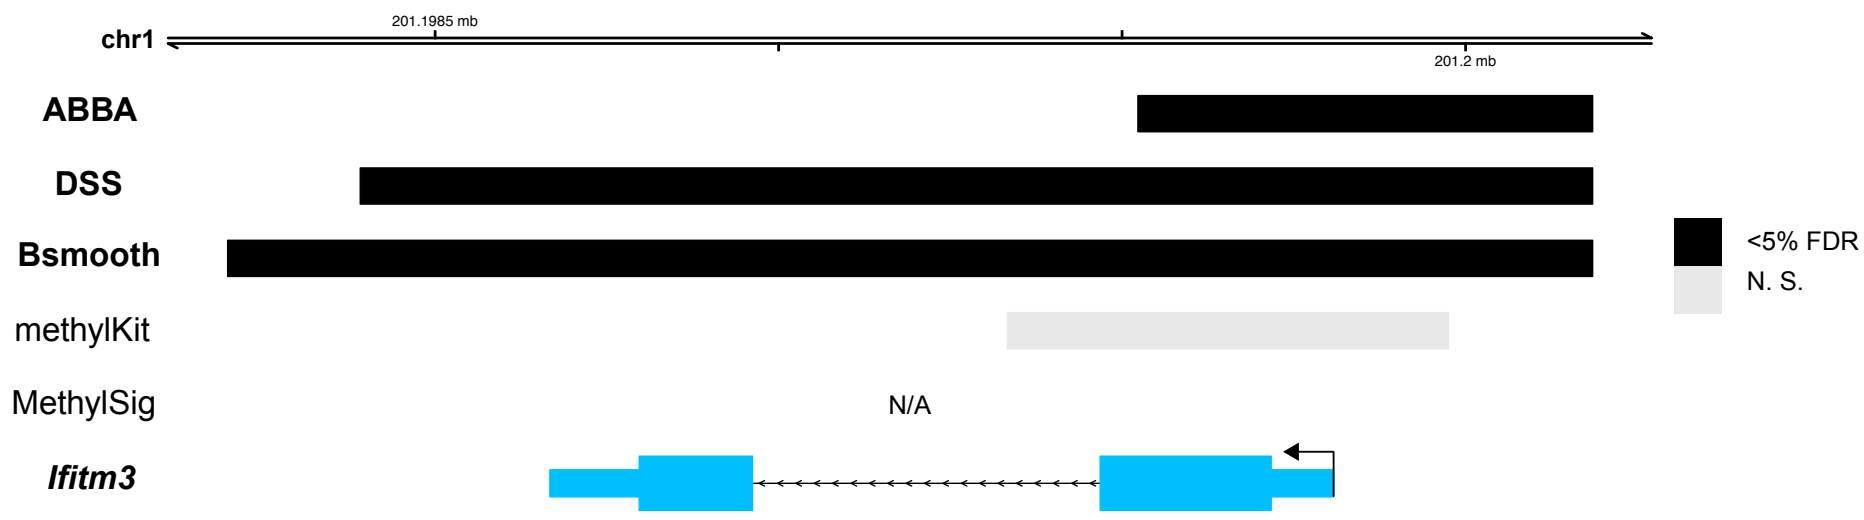 201.1985 mb
chr1
201.2 mb
ABBA
DSS
Bsmooth
<5% FDR
N. S.
methylKit
MethylSig
N/A
Ifitm3